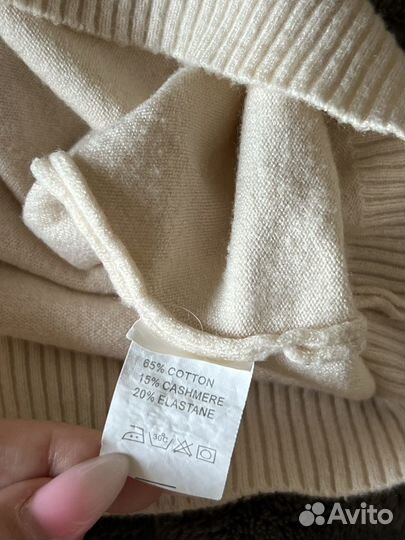 65% COTTON
15% CASHMERE
20% ELASTANE
30°
Avito